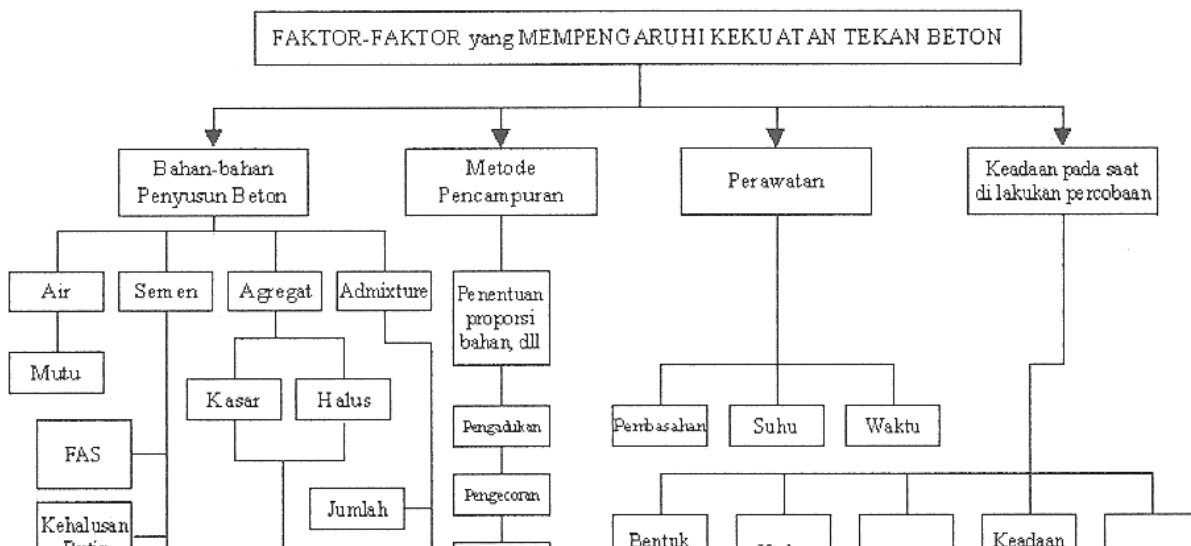 FAKTOR-FAKTOR yang MEMPENGARUHI KEKUATAN TEKAN BETON
Bahan-bahan
Penyusun Beton
Metode
Pencampuran
Perawatan
Keadaan pada saat
di lakukan percobaan
Air
Semen
Agregat
Admixture
Penentuan
proporsi
bahan, dll
Mutu
Kasar
Halus
Pengadukan
Pembasahan
Suhu
Waktu
FAS
Pengecoran
Jumlah
Kehalusan
Bentuk
Keadaan